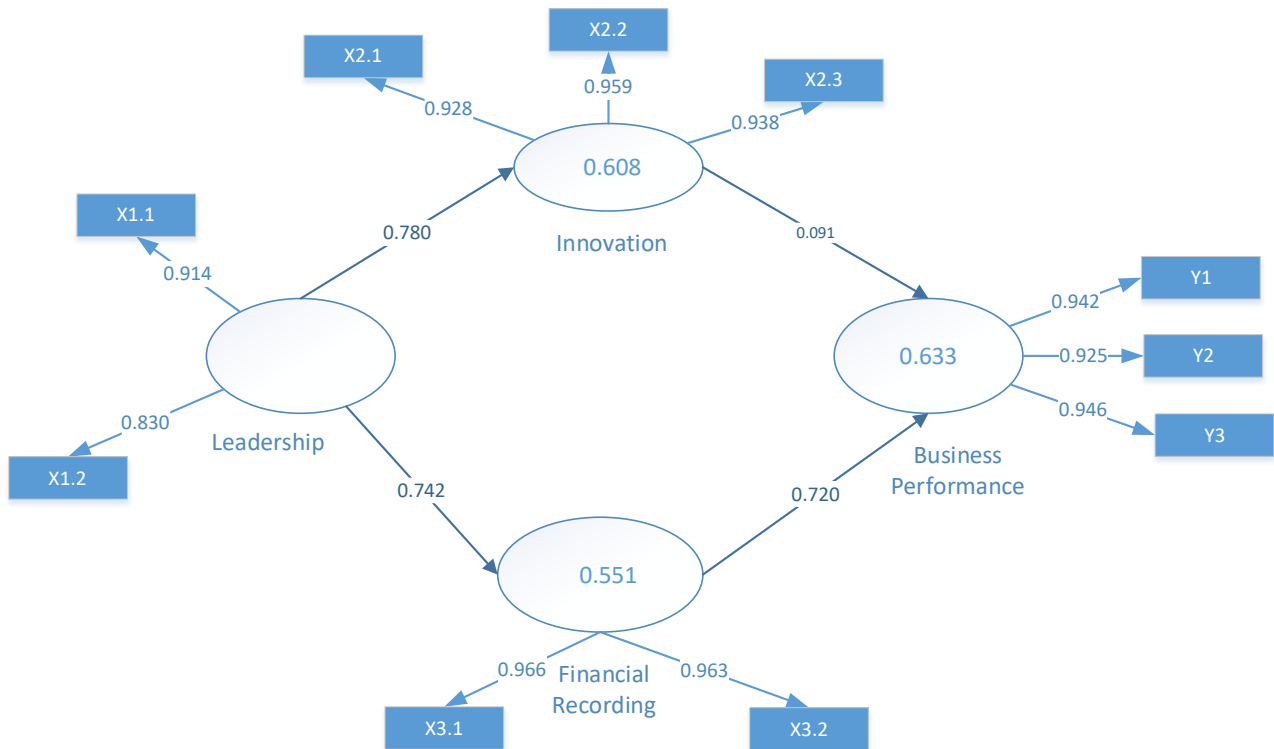 X2.2
X2.1
X2.3
0.959
0.928
0.938
0.608
X1.1
0.780
0.091
Innovation
0.914
Y1
0.942
0.633
0.925
Y2
0.946
0.830
Leadership
Y3
Business
Performance
X1.2
0.742
0.720
0.551
0.966
Financial
Recording
0.963
X3.1
X3.2